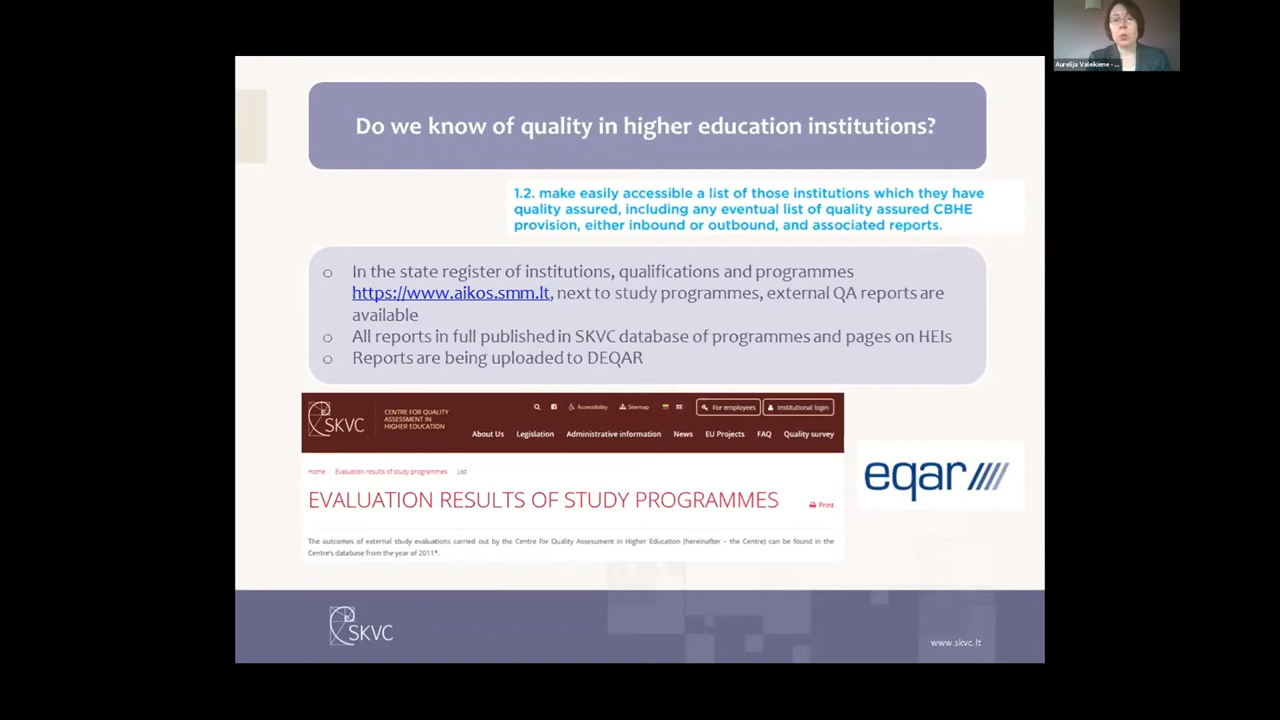 Aurelija Valeikiene - ...
Do we know of quality in higher education institutions?
1.2. make easily accessible a list of those institutions which they have
quality assured, including any eventual list of quality assured CBHE
provision, either inbound or outbound, and associated reports.
o In the state register of institutions, qualifications and programmes
https://www.aikos.smm.lt, next to study programmes, external QA reports are
available
o All reports in full published in SKVC database of programmes and pages on HEIs
o Reports are being uploaded to DEQAR
SKVC
CENTRE FOR QUALITY
ASSESSMENT IN
HIGHER EDUCATION
Accessibility Sitemap For employees Institutional login
About Us Legislation Administrative information News EU Projects FAQ Quality survey
Home Evaluation results of study programmes List
EVALUATION RESULTS OF STUDY PROGRAMMES
Print
The outcomes of external study evaluations carried out by the Centre for Quality Assessment in Higher Education (hereinafter – the Centre) can be found in the
Centre's database from the year of 2011*.
eqar
SKVC
www.skvc.lt